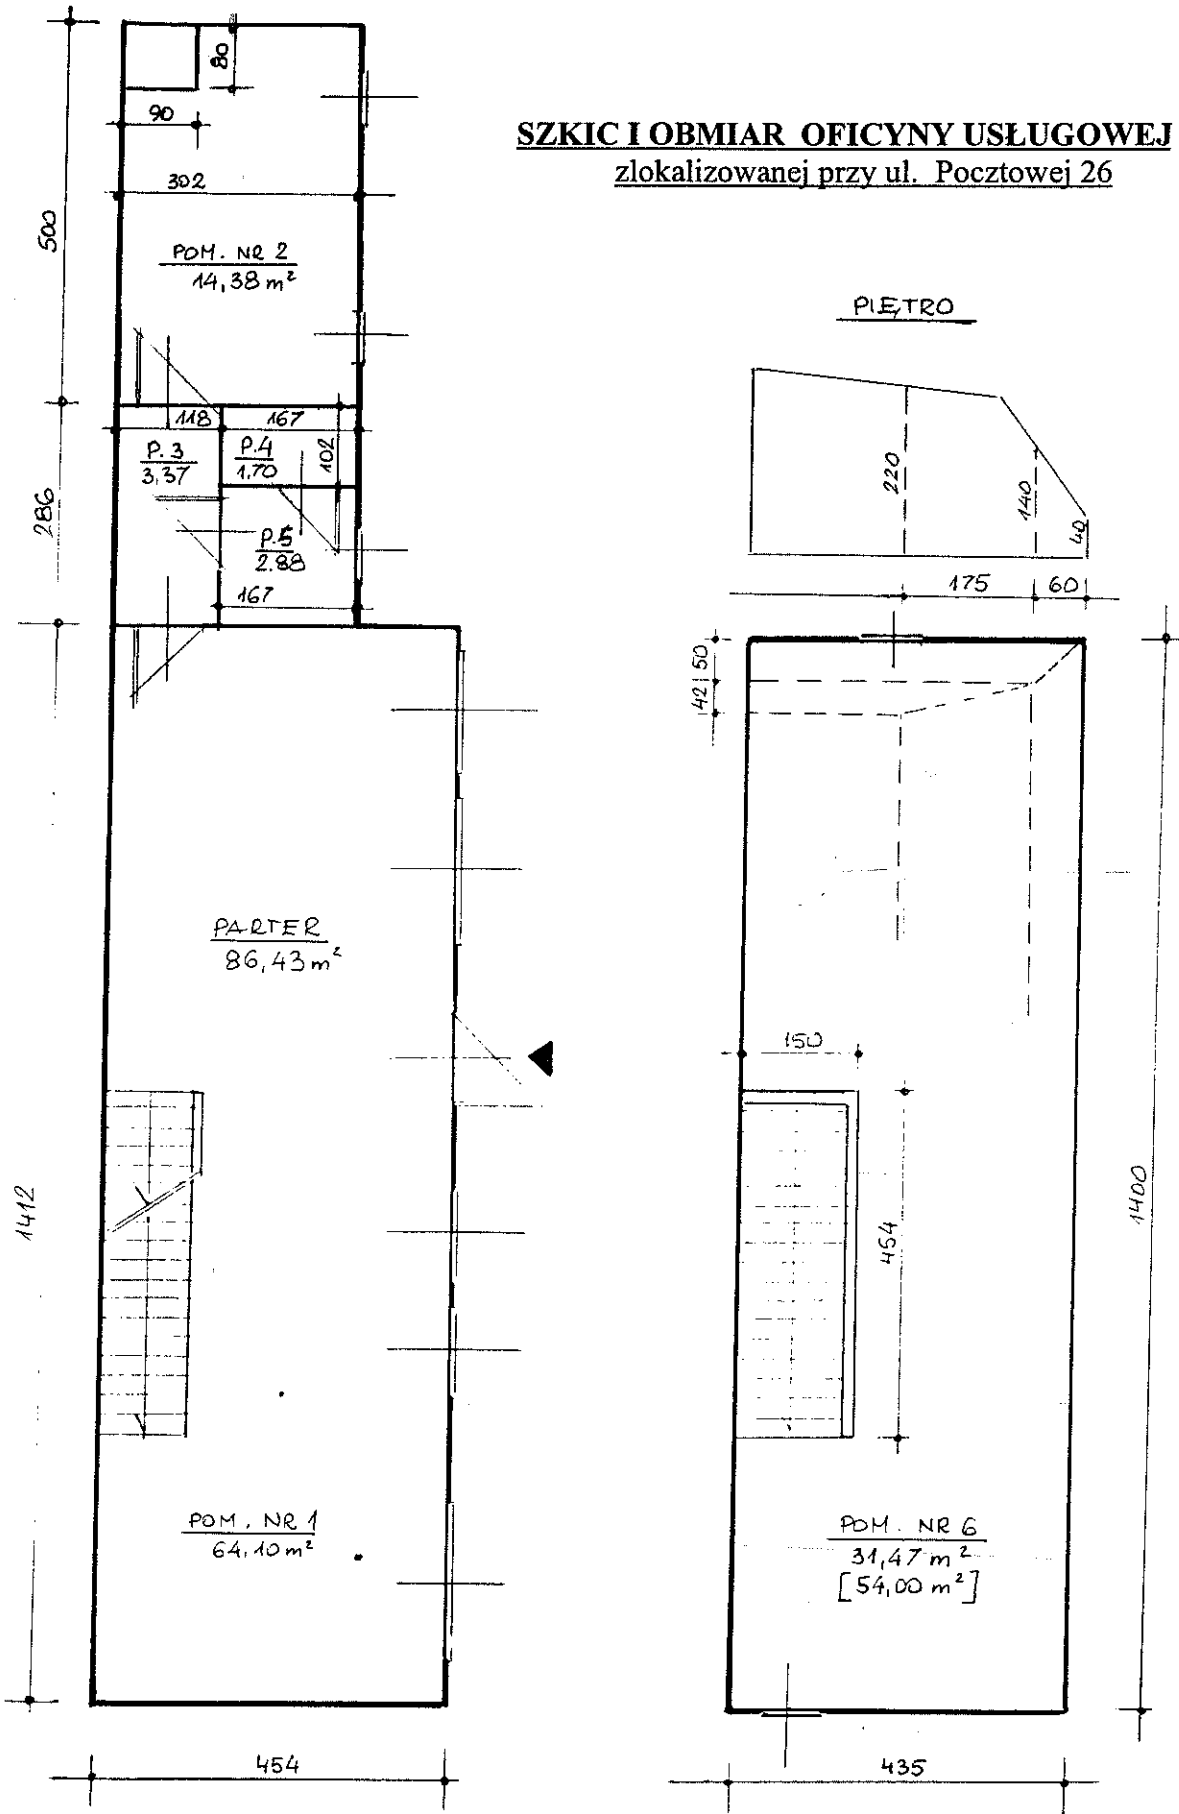 SZKIC I OBMIAR OFICYNY USŁUGOWEJ
zlokalizowanej przy ul. Pocztowej 26
80
90
302
500
POM. NR 2
14,38 m²
PIĘTRO
118
167
P.3
3,37
P.4
1,70
102
286
P.5
2.88
167
220
140
40
175
60
50
42
PARTER
86,43 m²
150
454
1412
1400
POM. NR 1
64,10 m²
POM. NR 6
31,47 m²
[54,00 m²]
454
435